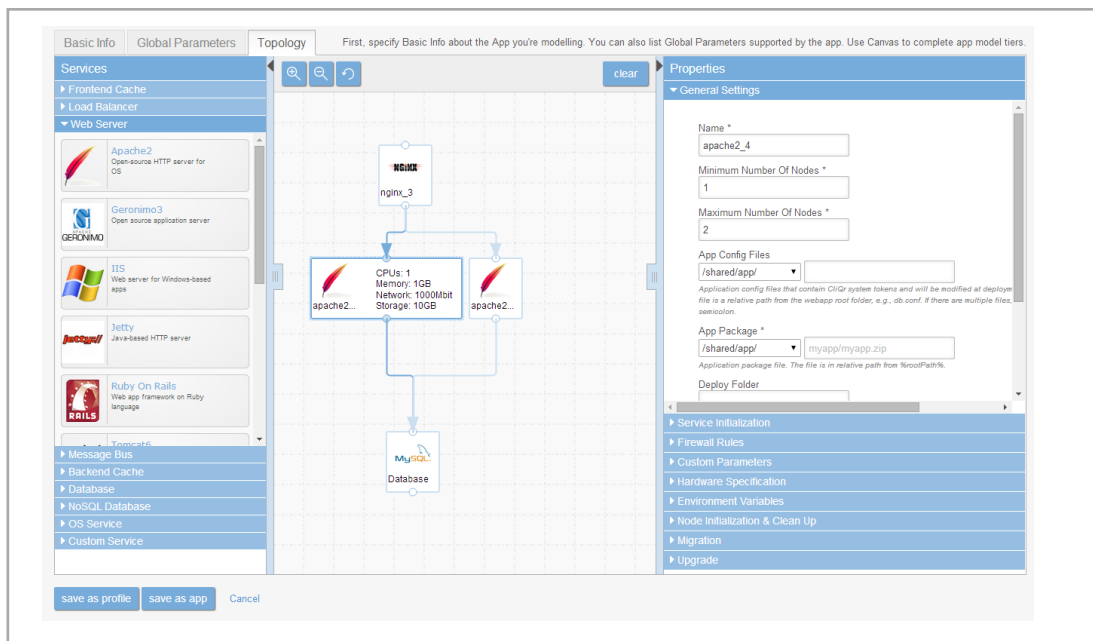 Basic Info
Global Parameters
Topology
First, specify Basic Info about the App you're modelling. You can also list Global Parameters supported by the app. Use Canvas to complete app model tiers.
Services
Frontend Cache
Load Balancer
Web Server
Apache2
Open-source HTTP server for
OS
APACHE
GERONIMO
Geronimo3
Open source application server
IIS
Web server for Windows-based
apps
jetty://
Jetty
Java-based HTTP server
RAILS
Ruby On Rails
Web app framework on Ruby
language
Tomcat6
Message Bus
Backend Cache
Database
NoSQL Database
OS Service
Custom Service
clear
NGINX
nginx_3
apache2...
CPUs: 1
Memory: 1GB
Network: 1000Mbit
Storage: 10GB
apache2...
MySQL
Database
Properties
General Settings
Name *
apache2_4
Minimum Number Of Nodes *
1
Maximum Number Of Nodes *
2
App Config Files
/shared/app/
Application config files that contain CliQr system tokens and will be modified at deploym
file is a relative path from the webapp root folder, e.g., db.conf. If there are multiple files,
semicolon.
App Package *
/shared/app/
myapp/myapp.zip
Application package file. The file is in relative path from %rootPath%.
Deploy Folder
Service Initialization
Firewall Rules
Custom Parameters
Hardware Specification
Environment Variables
Node Initialization & Clean Up
Migration
Upgrade
save as profile
save as app
Cancel